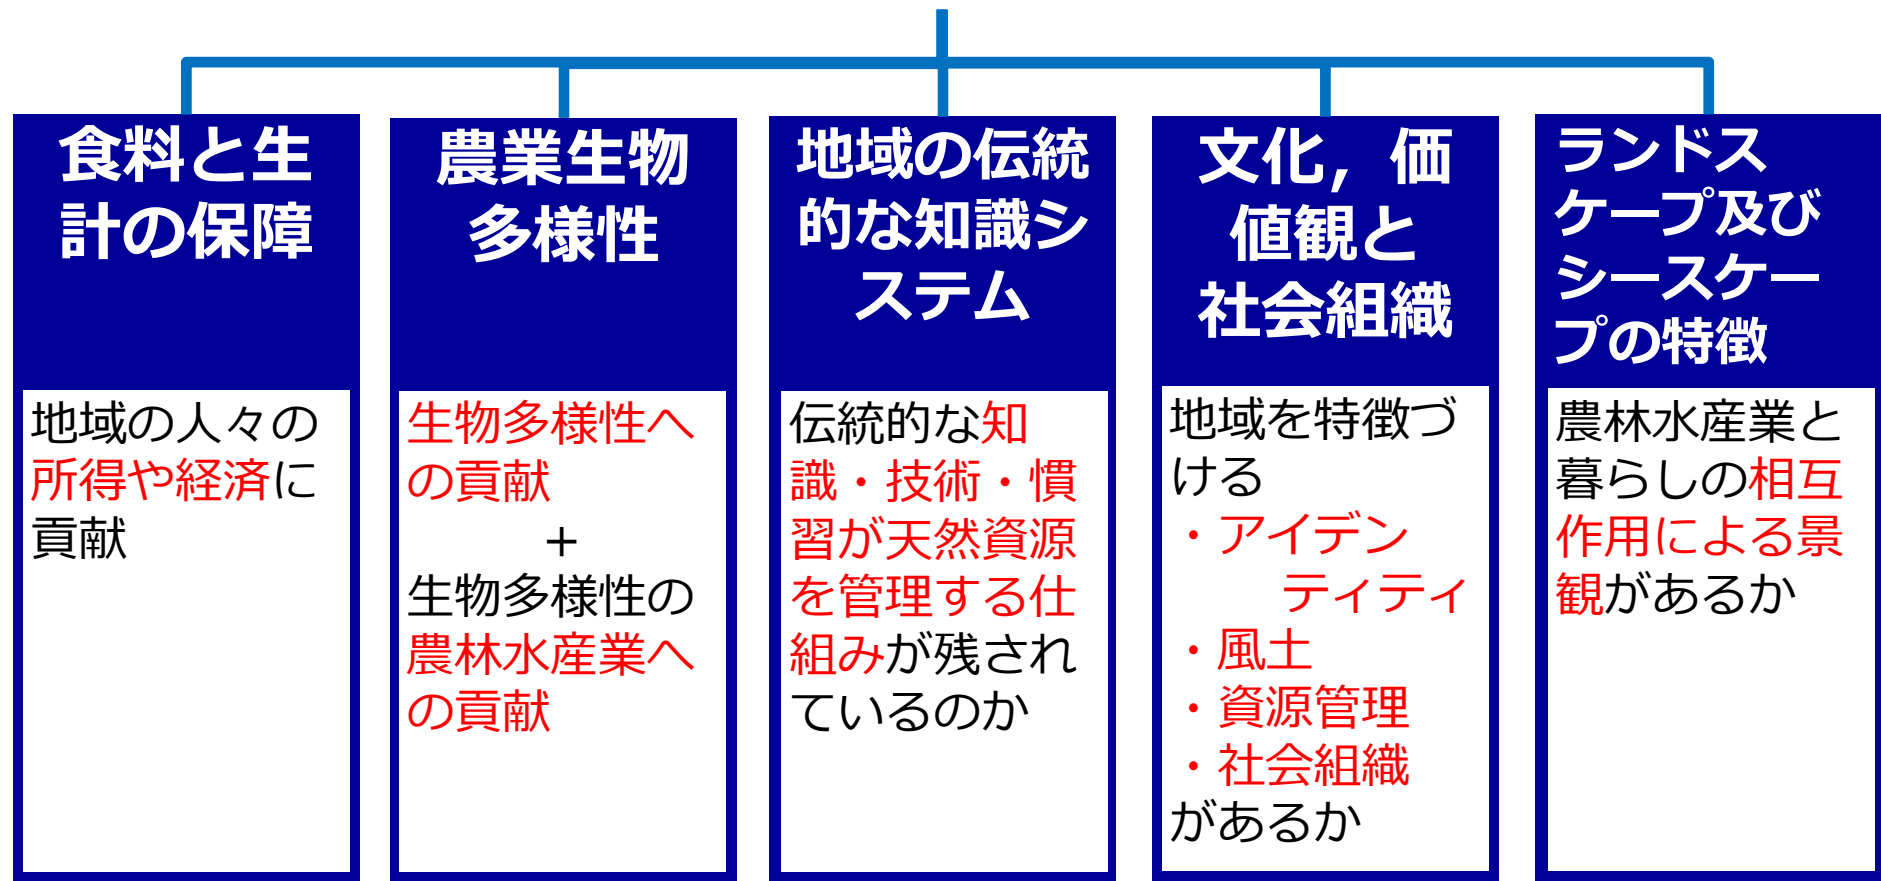 食料と生
計の保障
地域の人々の
所得や経済に
貢献
農業生物
多様性
生物多様性へ
の貢献
+
生物多様性の
農林水産業へ
の貢献
地域の伝統
的な知識シ
ステム
伝統的な知
識・技術・慣
習が天然資源
を管理する仕
組みが残され
ているのか
文化，価
値観と
社会組織
地域を特徴づ
ける
・アイデン
ティティ
・風土
・資源管理
・社会組織
があるか
ランドス
ケープ及び
シースケー
プの特徴
農林水産業と
暮らしの相互
作用による景
観があるか